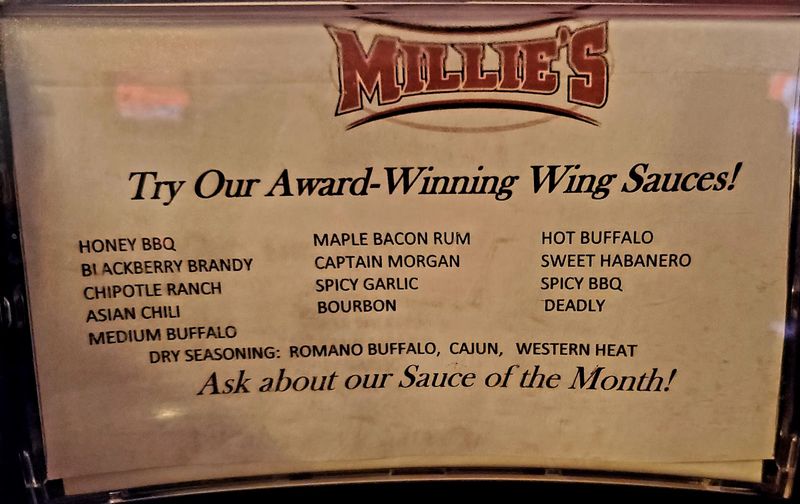 MILLIE'S
Try Our Award-Winning Wing Sauces!
HONEY BBQ
BLACKBERRY BRANDY
CHIPOTLE RANCH
ASIAN CHILI
MEDIUM BUFFALO
MAPLE BACON RUM
CAPTAIN MORGAN
SPICY GARLIC
BOURBON
HOT BUFFALO
SWEET HABANERO
SPICY BBQ
DEADLY
DRY SEASONING: ROMANO BUFFALO, CAJUN, WESTERN HEAT
Ask about our Sauce of the Month!